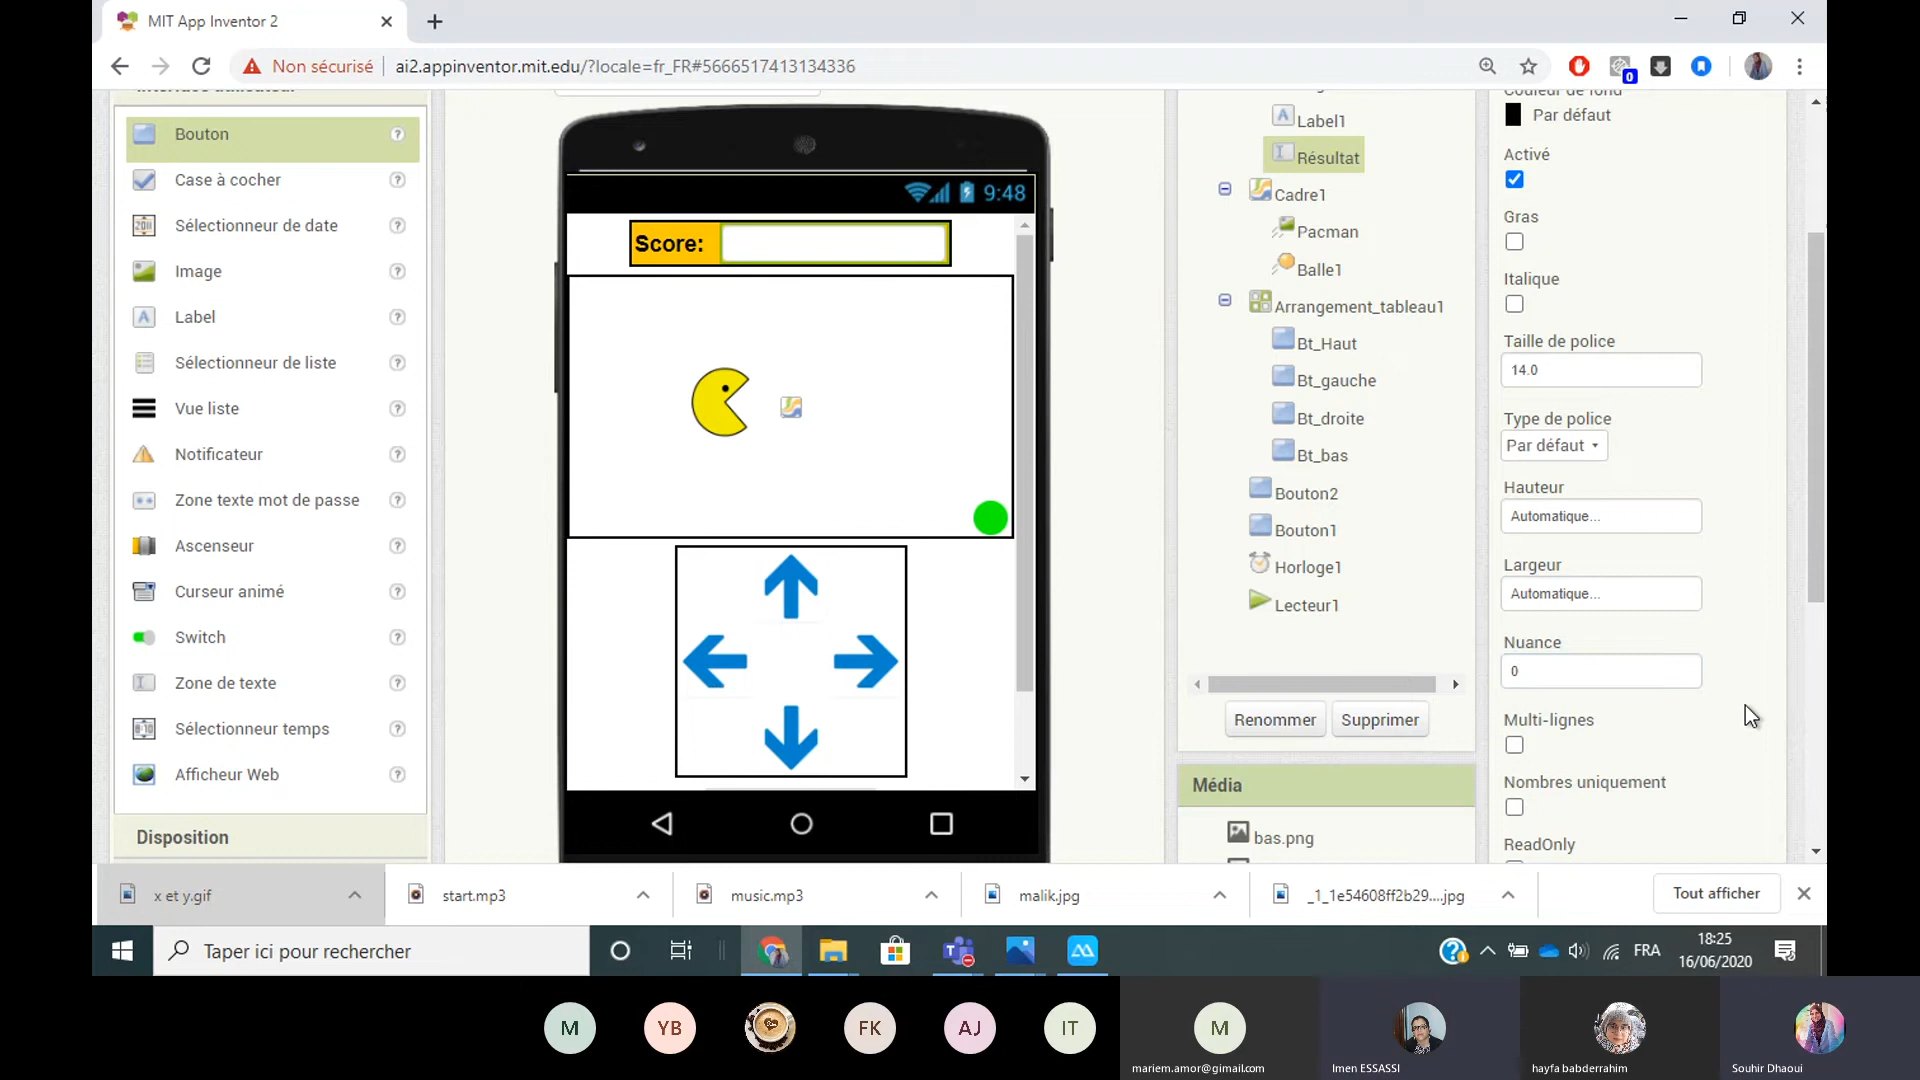 MIT App Inventor 2
Non sécurisé
ai2.appinventor.mit.edu/?locale=fr_FR#5666517413134336
0
Interface utilisateur
Bouton
Case à cocher
Sélectionneur de date
Image
Label
Sélectionneur de liste
Vue liste
Notificateur
Zone texte mot de passe
Ascenseur
Curseur animé
Switch
Zone de texte
Sélectionneur temps
Afficheur Web
Disposition
9:48
Score:
Label1
Résultat
Cadre1
Pacman
Balle1
Arrangement_tableau1
Bt_Haut
Bt_gauche
Bt_droite
Bt_bas
Bouton2
Bouton1
Horloge1
Lecteur1
Renommer
Supprimer
Média
bas.png
Couleur de fond
Par défaut
Activé
Gras
Italique
Taille de police
14.0
Type de police
Par défaut
Hauteur
Automatique...
Largeur
Automatique...
Nuance
0
Multi-lignes
Nombres uniquement
ReadOnly
x et y.gif
start.mp3
music.mp3
malik.jpg
_1_1e54608ff2b29....jpg
Tout afficher
Taper ici pour rechercher
FRA
18:25
16/06/2020
M
YB
FK
AJ
IT
M
mariem.amor@gimail.com
Imen ESSASSI
hayfa babderrahim
Souhir Dhaoui